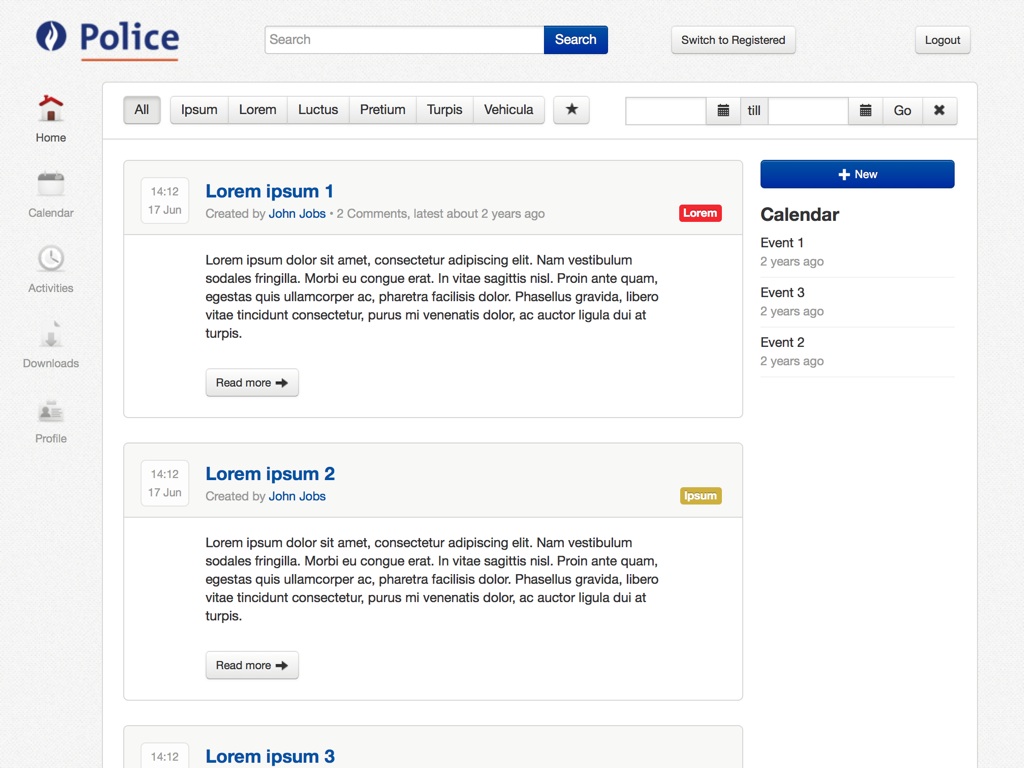 Police
Search
Search
Switch to Registered
Logout
Home
Calendar
Activities
Downloads
Profile
All
Ipsum
Lorem
Luctus
Pretium
Turpis
Vehicula
till
Go
14:12
17 Jun
Lorem ipsum 1
Created by John Jobs • 2 Comments, latest about 2 years ago
Lorem
Lorem ipsum dolor sit amet, consectetur adipiscing elit. Nam vestibulum
sodales fringilla. Morbi eu congue erat. In vitae sagittis nisl. Proin ante quam,
egestas quis ullamcorper ac, pharetra facilisis dolor. Phasellus gravida, libero
vitae tincidunt consectetur, purus mi venenatis dolor, ac auctor ligula dui at
turpis.
Read more
14:12
17 Jun
Lorem ipsum 2
Created by John Jobs
Ipsum
Lorem ipsum dolor sit amet, consectetur adipiscing elit. Nam vestibulum
sodales fringilla. Morbi eu congue erat. In vitae sagittis nisl. Proin ante quam,
egestas quis ullamcorper ac, pharetra facilisis dolor. Phasellus gravida, libero
vitae tincidunt consectetur, purus mi venenatis dolor, ac auctor ligula dui at
turpis.
Read more
14:12
Lorem ipsum 3
New
Calendar
Event 1
2 years ago
Event 3
2 years ago
Event 2
2 years ago